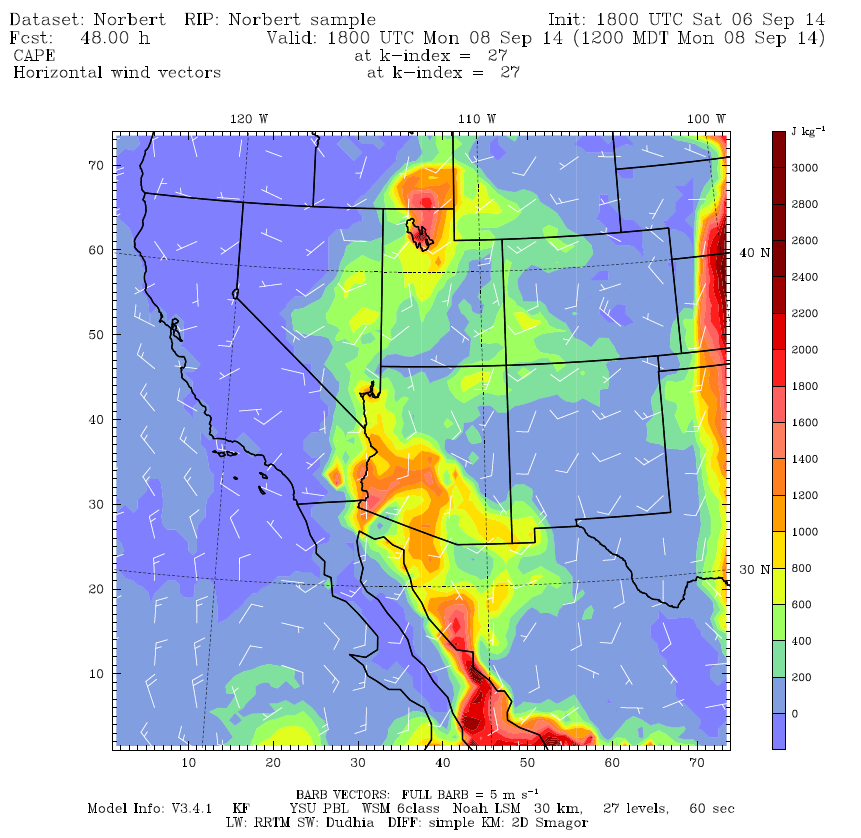 Dataset: Norbert RIP: Norbert sample Init: 1800 UTC Sat 06 Sep 14
Fcst: 48.00 h Valid: 1800 UTC Mon 08 Sep 14 (1200 MDT Mon 08 Sep 14)
CAPE at k-index = 27
Horizontal wind vectors at k-index = 27
120 W 110 W 100 W
J kg⁻¹
70
60
50
40
30
20
10
40 N
30 N
3000
2800
2600
2400
2200
2000
1800
1600
1400
1200
1000
800
600
400
200
0
10 20 30 40 50 60 70
BARB VECTORS: FULL BARB = 5 m s⁻¹
Model Info: V3.4.1 KF YSU PBL WSM 6class Noah LSM 30 km, 27 levels, 60 sec
LW: RRTM SW: Dudhia DIFF: simple KM: 2D Smagor